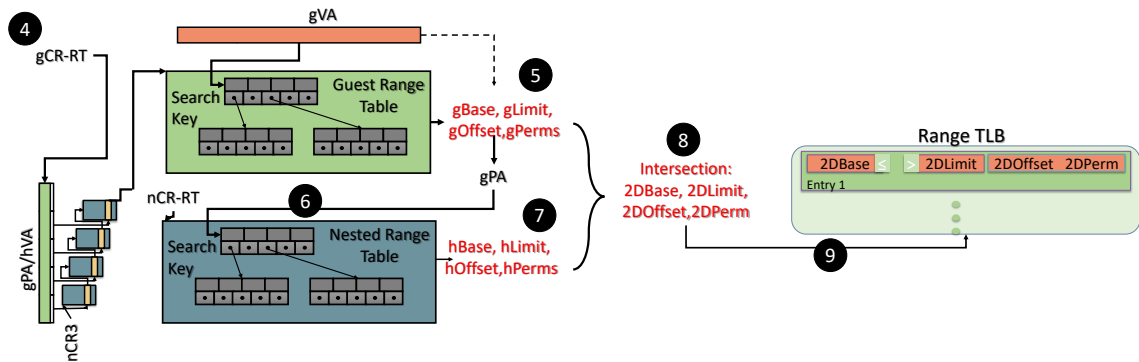 4
gCR-RT
gVA
Search
Key
Guest Range
Table
5
gBase, gLimit,
gOffset,gPerms
gPA
gPA/hVA
nCR3
nCR-RT
6
Search
Key
Nested Range
Table
7
hBase, hLimit,
hOffset,hPerms
8
Intersection:
2DBase, 2DLimit,
2DOffset,2DPerm
9
Range TLB
2DBase ≤ > 2DLimit 2DOffset 2DPerm
Entry 1